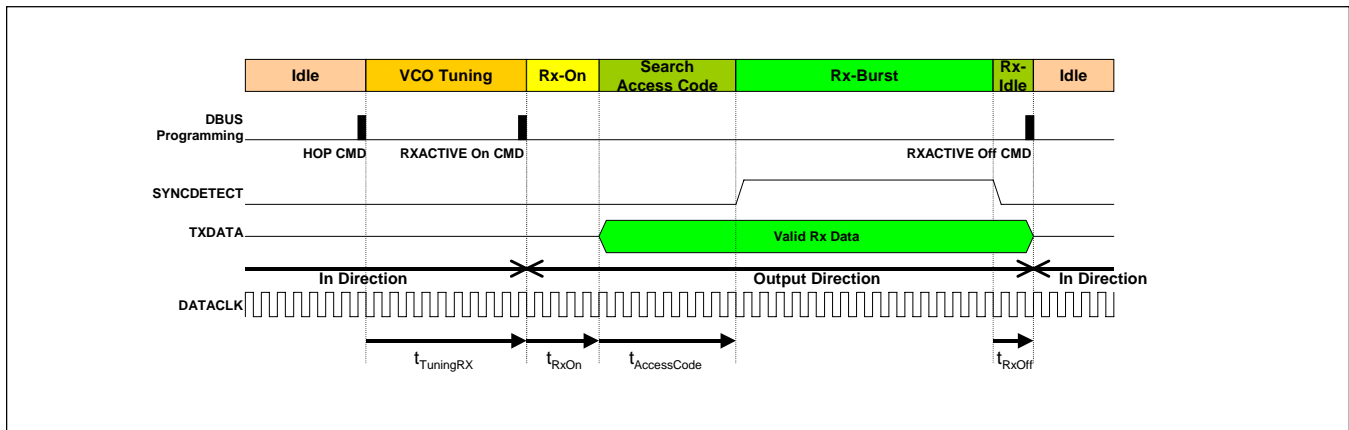 Idle
VCO Tuning
Rx-On
Search
Access Code
Rx-Burst
Rx-
Idle
Idle
DBUS
Programming
HOP CMD
RXACTIVE On CMD
RXACTIVE Off CMD
SYNCDETECT
TXDATA
Valid Rx Data
In Direction
Output Direction
In Direction
DATACLK
tTuningRX
tRxOn
tAccessCode
tRxOff